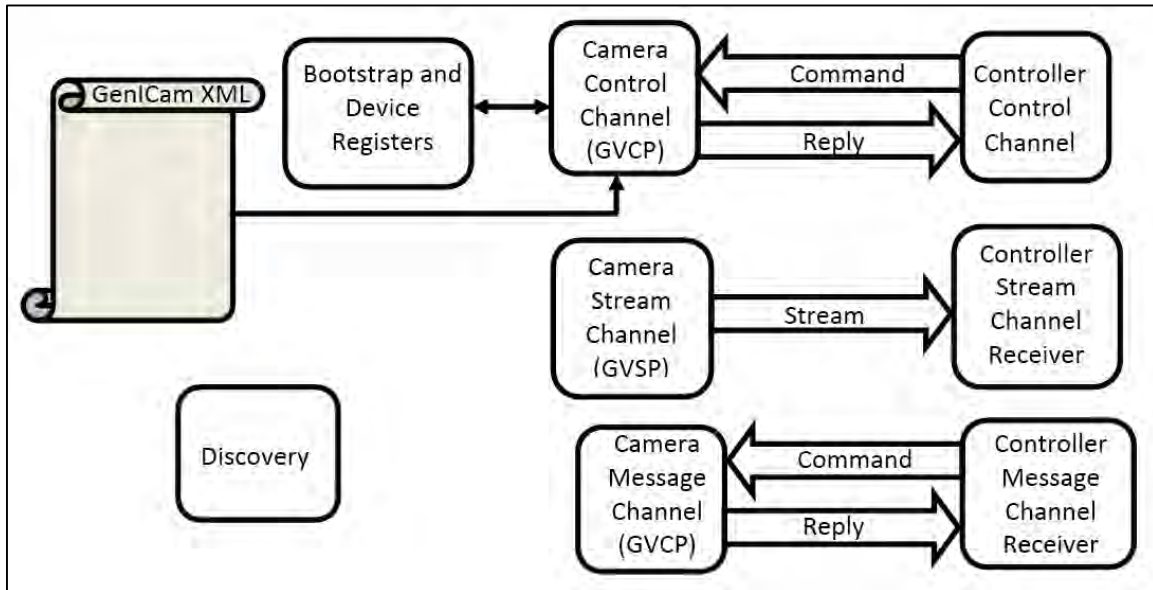 GenICam XML
Bootstrap and
Device
Registers
Camera
Control
Channel
(GVCP)
Command
Reply
Controller
Control
Channel
Camera
Stream
Channel
(GVSP)
Stream
Controller
Stream
Channel
Receiver
Discovery
Camera
Message
Channel
(GVCP)
Command
Reply
Controller
Message
Channel
Receiver